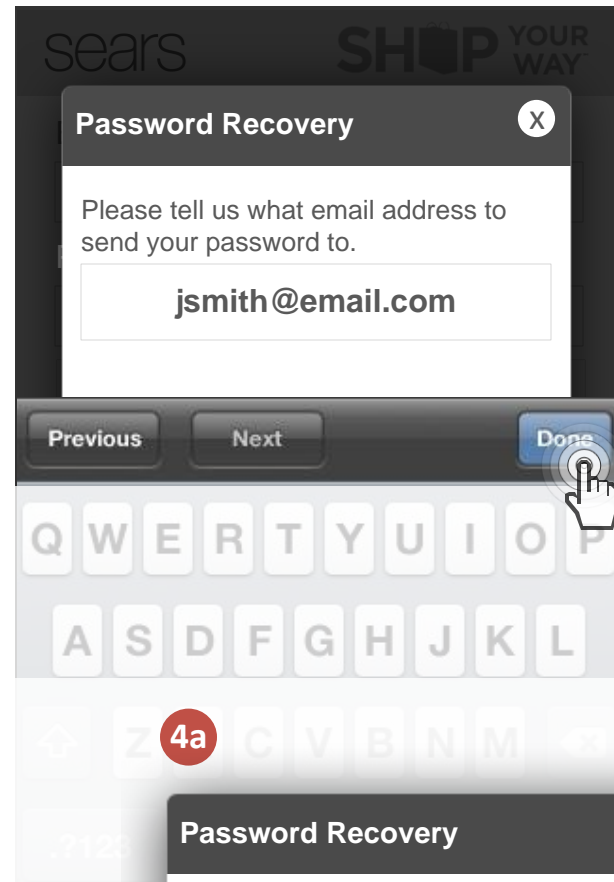 sears SHOP YOUR WAY
Password Recovery X
Please tell us what email address to
send your password to.
jsmith@email.com
Previous Next Done
Q W E R T Y U I O P
A S D F G H J K L
Z C V B N M
4a
.?123
Password Recovery